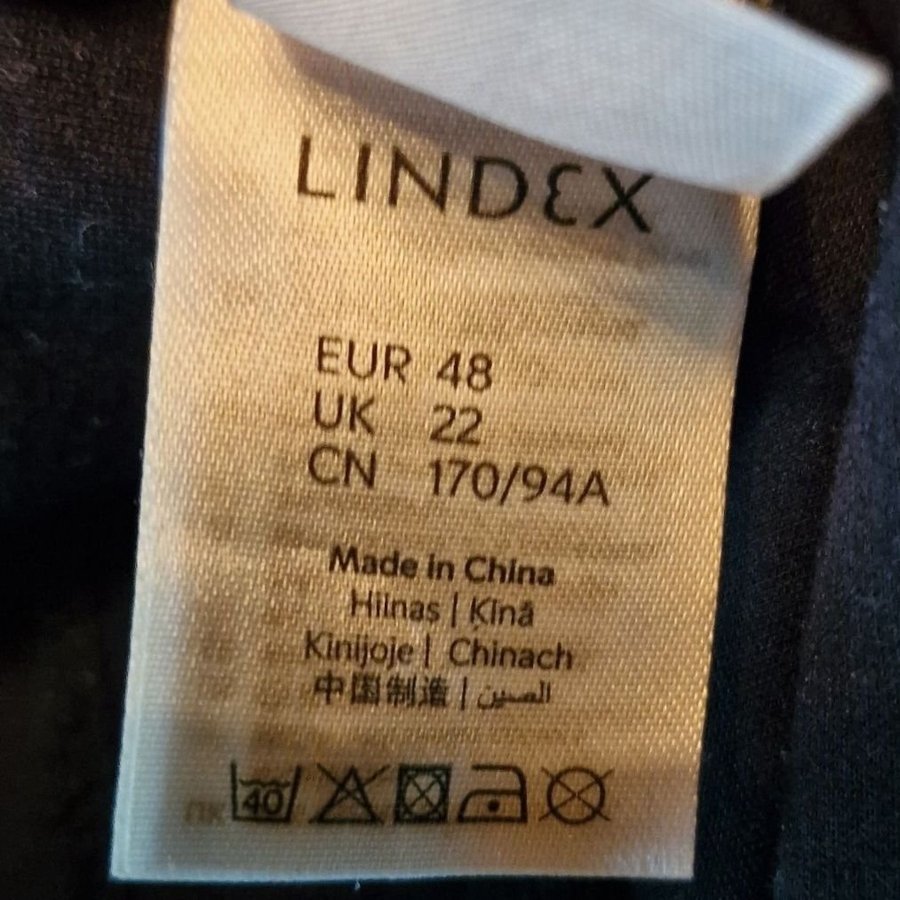 LINDEX
EUR 48
UK 22
CN 170/94A
Made in China
Hiinas | Ķīnā
Kinijoje | Chinach
中国制造 | الصين
40